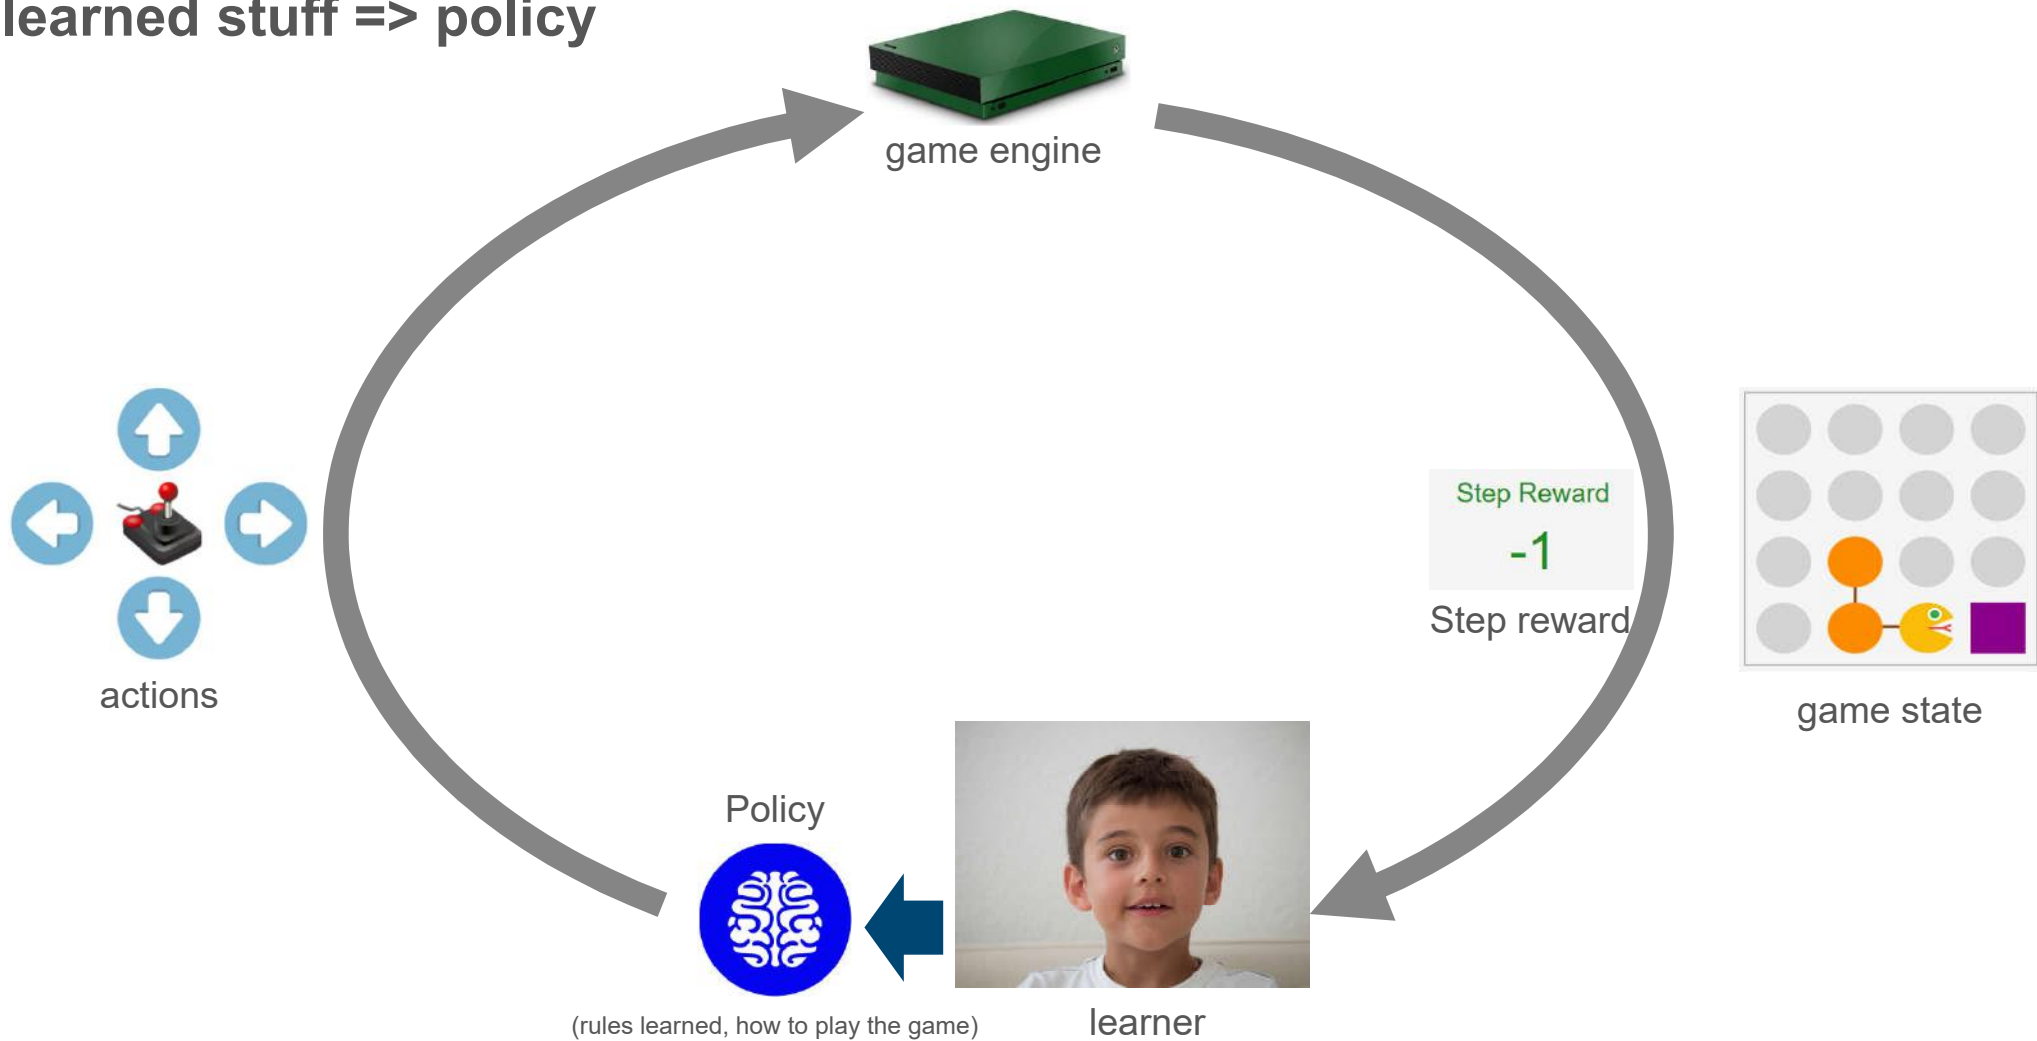 learned stuff => policy
game engine
Step Reward
-1
Step reward
actions
game state
Policy
(rules learned, how to play the game)
learner